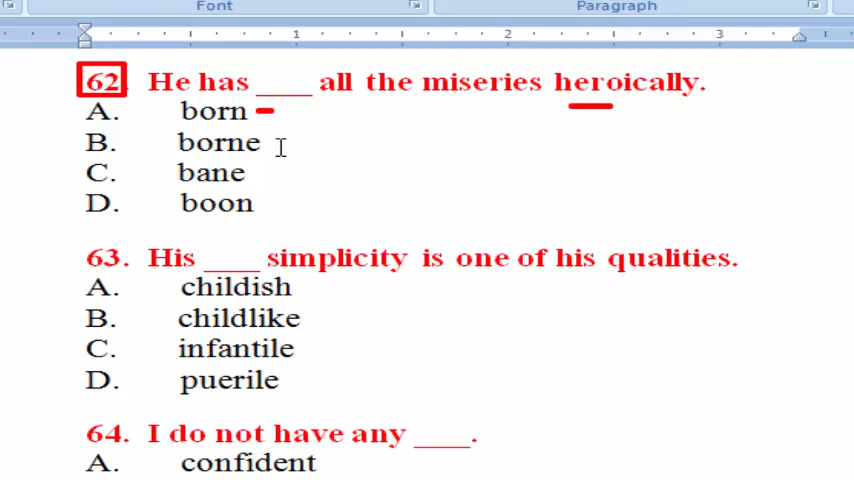 Font Paragraph
1 2 3
62. He has ____ all the miseries heroically.
A. born
B. borne
C. bane
D. boon
63. His ____ simplicity is one of his qualities.
A. childish
B. childlike
C. infantile
D. puerile
64. I do not have any ____.
A. confident